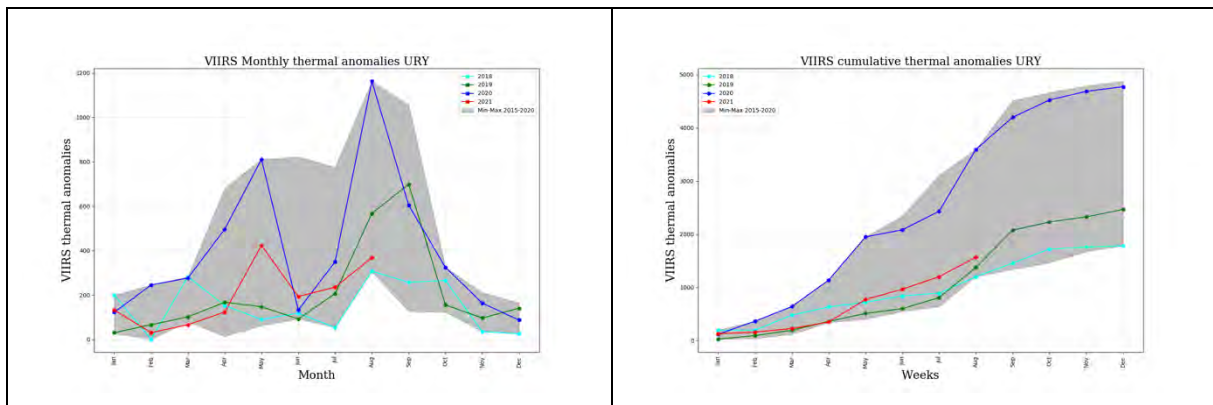 VIIRS Monthly thermal anomalies URY
1200
1000
800
600
400
200
0
VIIRS thermal anomalies
2018
2019
2020
2021
Min-Max 2015-2020
Jan
Feb
Mar
Apr
May
Jun
Jul
Aug
Sep
Oct
Nov
Dec
Month
VIIRS cumulative thermal anomalies URY
5000
4000
3000
2000
1000
0
VIIRS thermal anomalies
2018
2019
2020
2021
Min-Max 2015-2020
Jan
Feb
Mar
Apr
May
Jun
Jul
Aug
Sep
Oct
Nov
Dec
Weeks